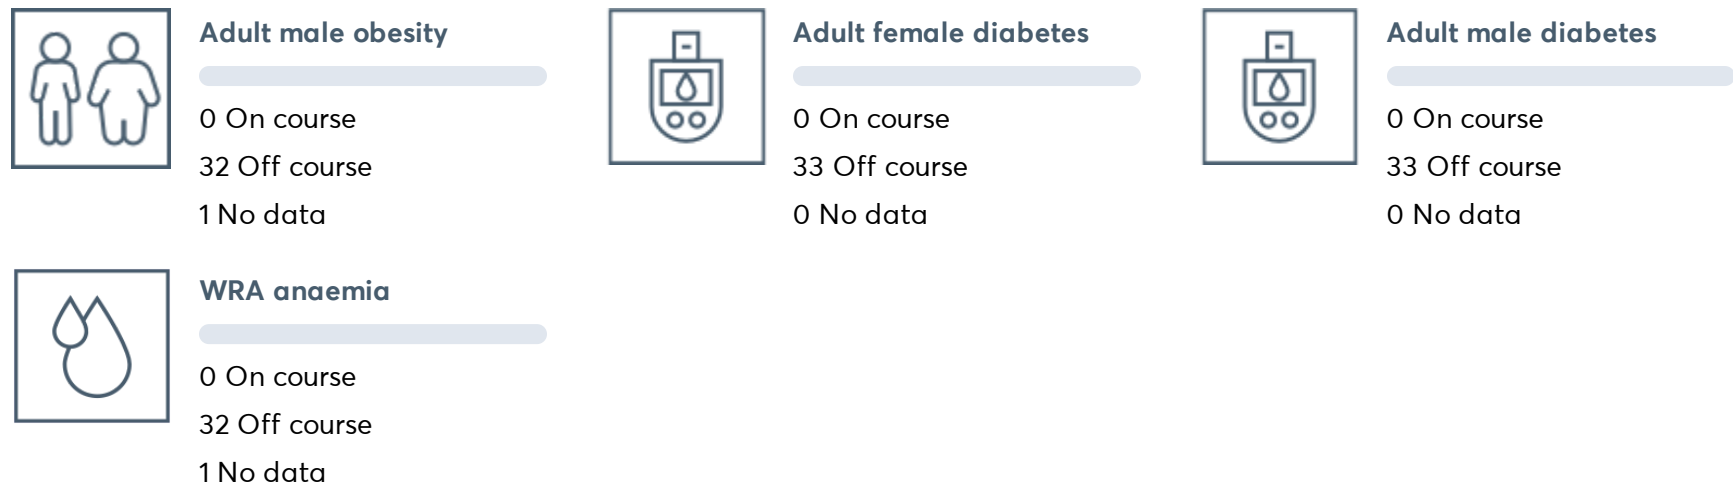 Adult male obesity
0 On course
32 Off course
1 No data
Adult female diabetes
0 On course
33 Off course
0 No data
Adult male diabetes
0 On course
33 Off course
0 No data
WRA anaemia
0 On course
32 Off course
1 No data